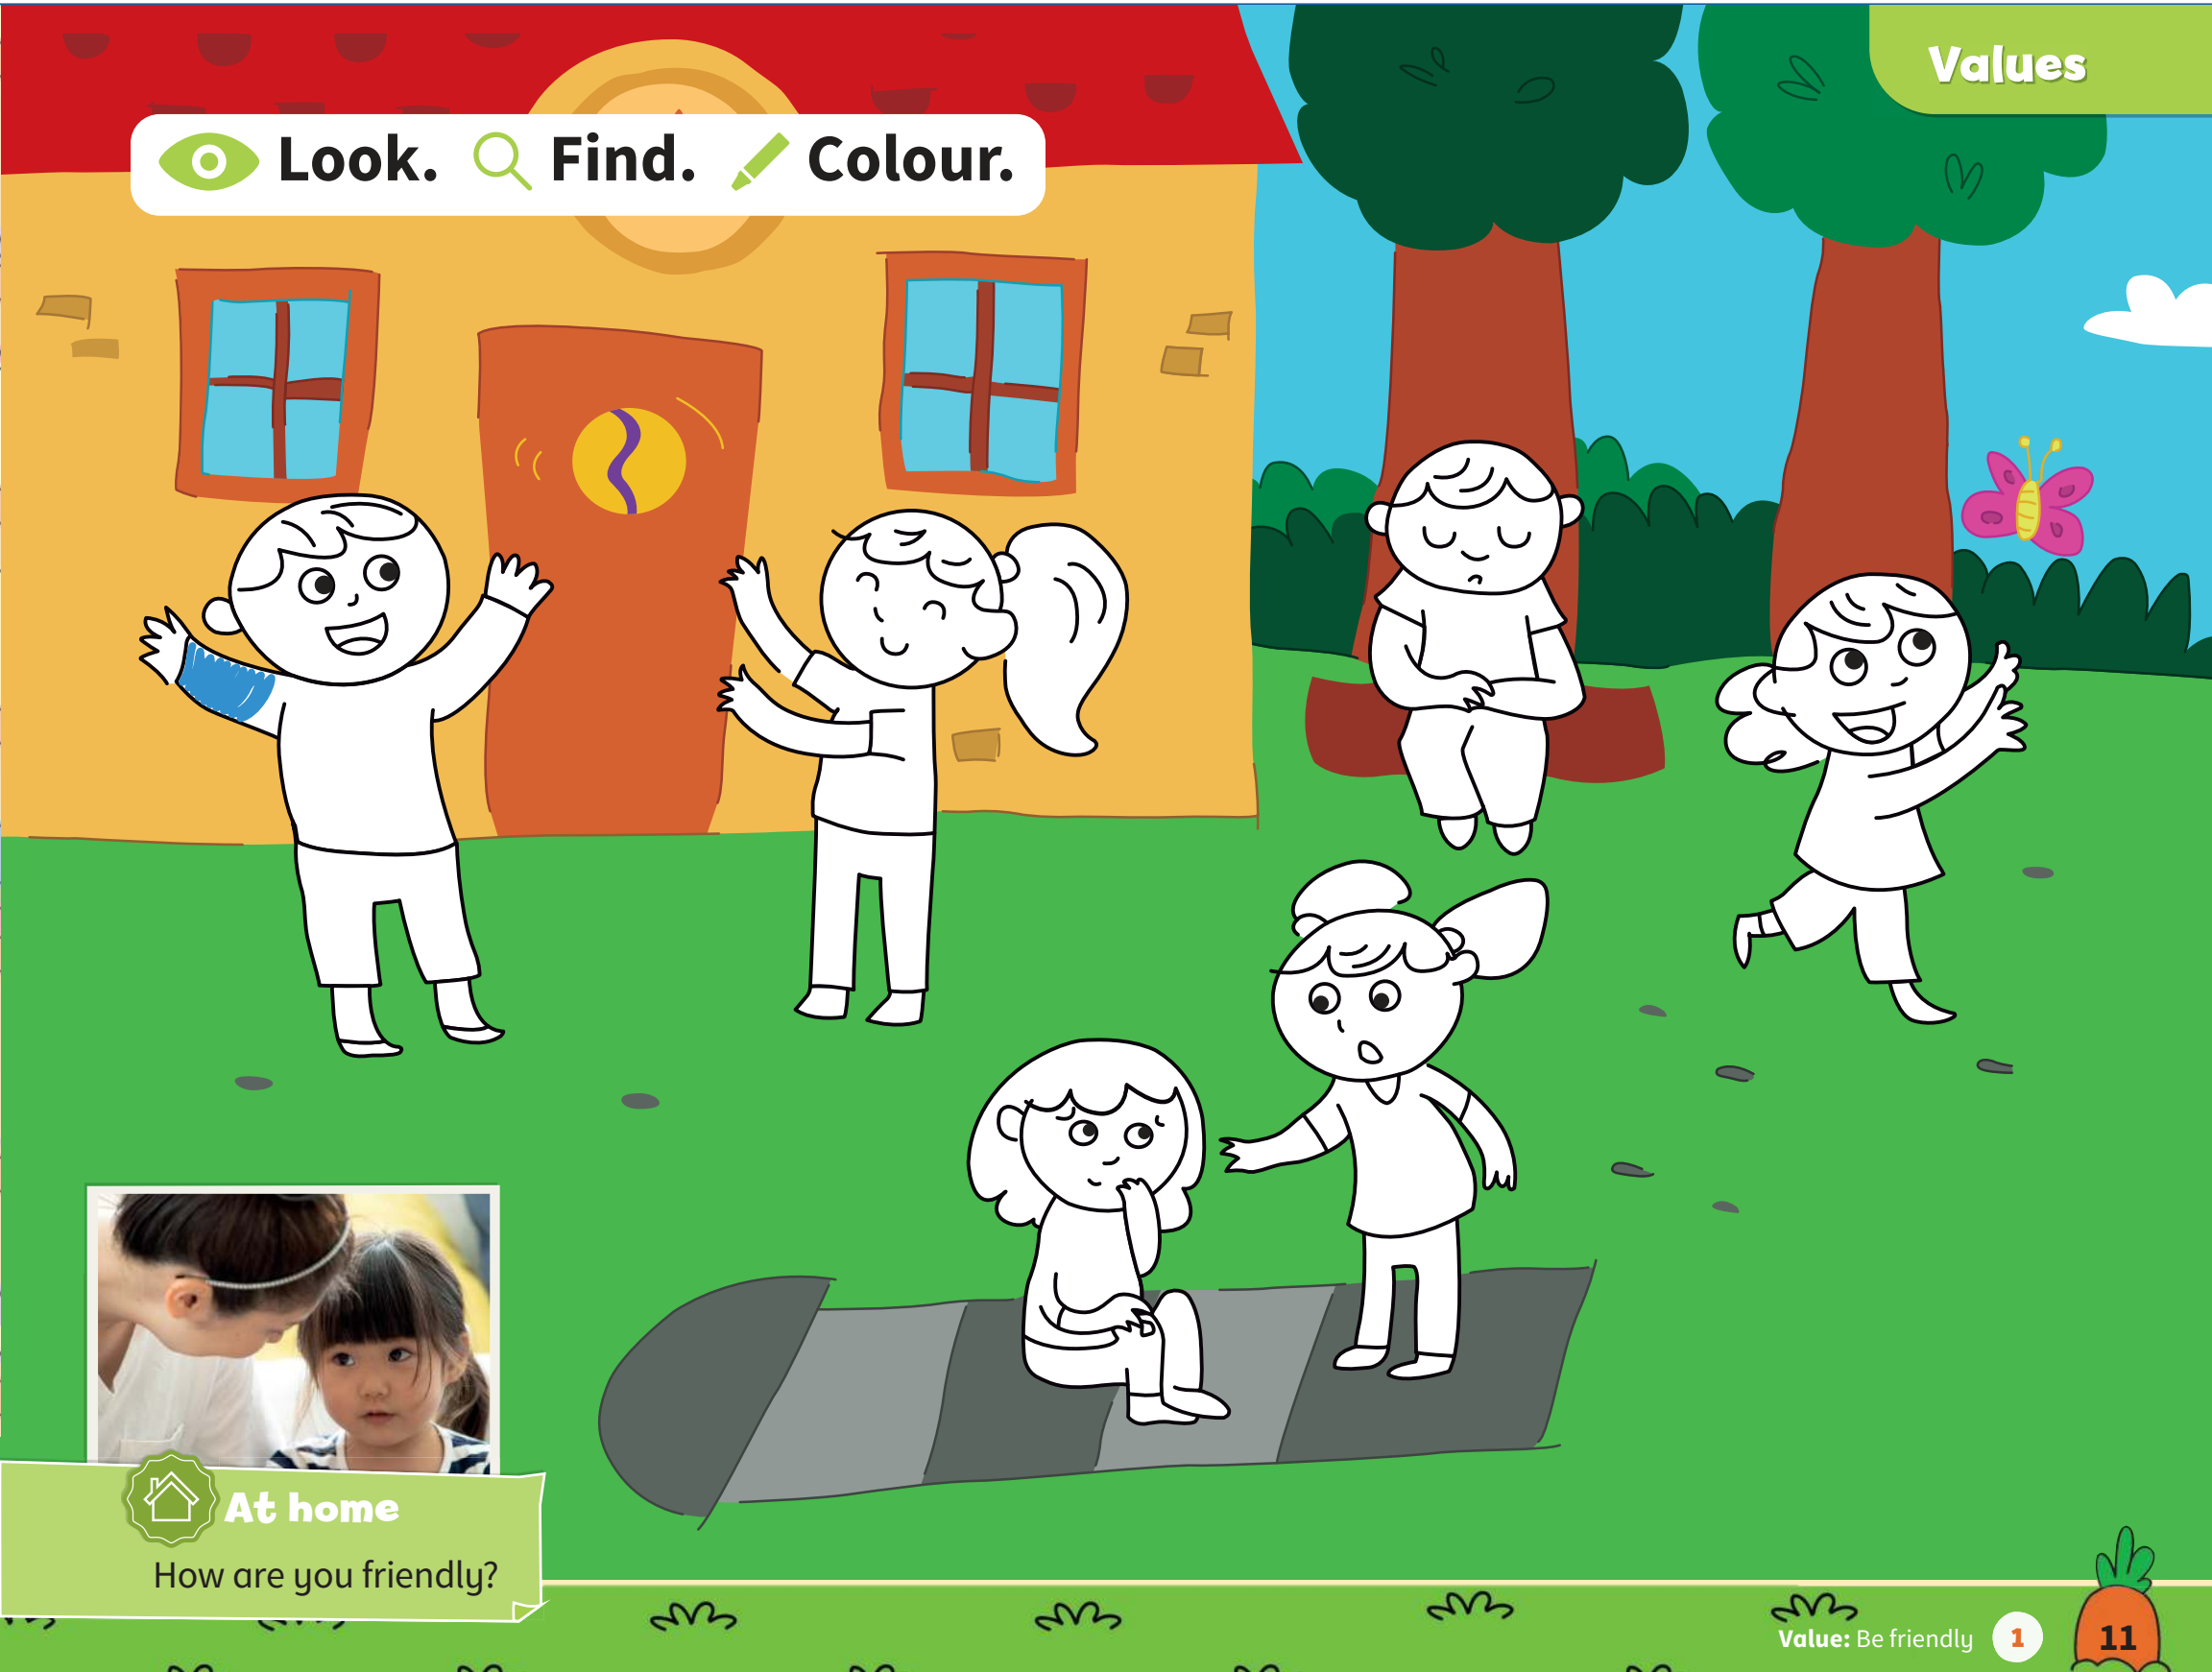 Values
Look. Find. Colour.
At home
How are you friendly?
Value: Be friendly 1 11